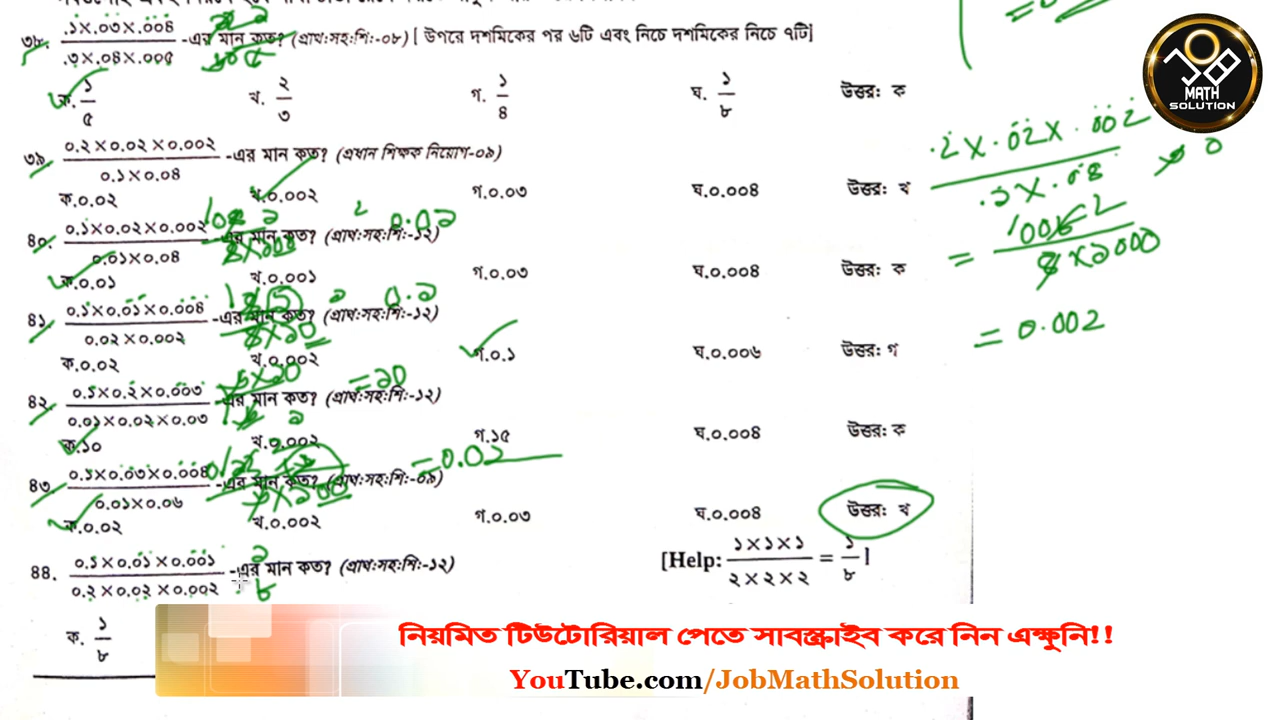 ৩৮. .১×.০৩×.০০৪ / .৩×.০৪×.০০৫ -এর মান কত? (প্রাথ:সহ:শি:-০৮) [ উপরে দশমিকের পর ৬টি এবং নিচে দশমিকের নিচে ৭টি]
ক. ১/৫ খ. ২/৩ গ. ১/৪ ঘ. ১/৮ উত্তর: ক
৩৯. ০.২×০.০২×০.০০২ / ০.১×০.০৪ -এর মান কত? (প্রধান শিক্ষক নিয়োগ-০৯)
ক.০.০২ খ.০.০০২ গ.০.০৩ ঘ.০.০০৪ উত্তর: খ
৪০. ০.১×০.০২×০.০০২ / ০.০১×০.০৪ -এর মান কত? (প্রাথ:সহ:শি:-১২)
ক.০.০১ খ.০.০০১ গ.০.০৩ ঘ.০.০০৪ উত্তর: ক
৪১. ০.১×০.০১×০.০০৪ / ০.০২×০.০০২ -এর মান কত? (প্রাথ:সহ:শি:-১২)
ক.০.০২ খ.০.০০২ গ.০.১ ঘ.০.০০৬ উত্তর: গ
৪২. ০.১×০.২×০.০০৩ / ০.০১×০.০২×০.০৩ -এর মান কত? (প্রাথ:সহ:শি:-১২)
ক.১০ খ.০.০০২ গ.১৫ ঘ.০.০০৪ উত্তর: ক
৪৩. ০.১×০.০৩×০.০০৪ / ০.০১×০.০৬ -এর মান কত? (প্রাথ:সহ:শি:-০৯)
ক.০.০২ খ.০.০০২ গ.০.০৩ ঘ.০.০০৪ উত্তর: খ
৪৪. ০.১×০.০১×০.০০১ / ০.২×০.০২×০.০০২ -এর মান কত? (প্রাথ:সহ:শি:-১২) [Help: ১×১×১ / ২×২×২ = ১/৮]
ক. ১/৮
.২×.০২×.০০২ / .১×.০৪
= ০.০০২
MATH
SOLUTION
নিয়মিত টিউটোরিয়াল পেতে সাবস্ক্রাইব করে নিন এক্ষুনি!!
YouTube.com/JobMathSolution